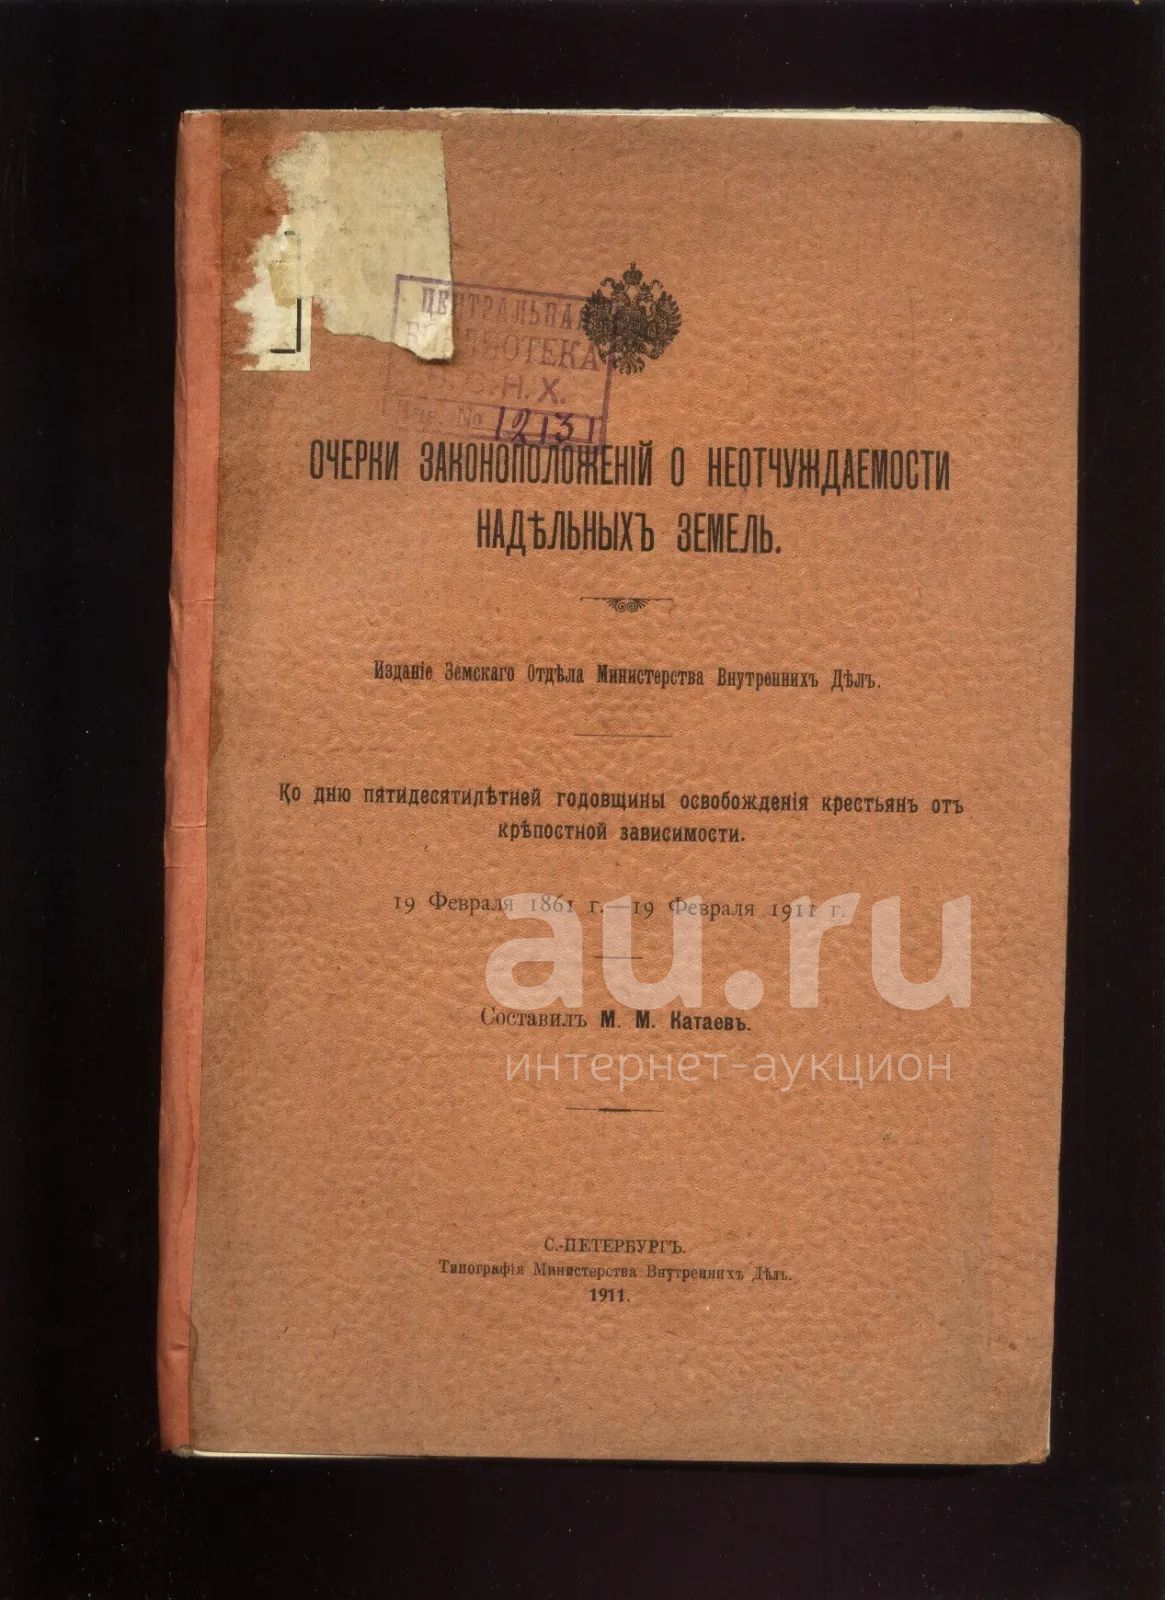 ЦЕНТРАЛЬНА
БИБЛИОТЕКА
Н. Х.
Инв. № 12131
ОЧЕРКИ ЗАКОНОПОЛОЖЕНІЙ О НЕОТЧУЖДАЕМОСТИ
НАДѢЛЬНЫХЪ ЗЕМЕЛЬ.
Изданіе Земскаго Отдѣла Министерства Внутреннихъ Дѣлъ.
Ко дню пятидесятилѣтней годовщины освобожденія крестьянъ отъ
крѣпостной зависимости.
19 Февраля 1861 г.—19 Февраля 1911 г.
au.ru
Составилъ М. М. Катаевъ.
интернет-аукцион
С.-ПЕТЕРБУРГЪ.
Типографія Министерства Внутреннихъ Дѣлъ.
1911.